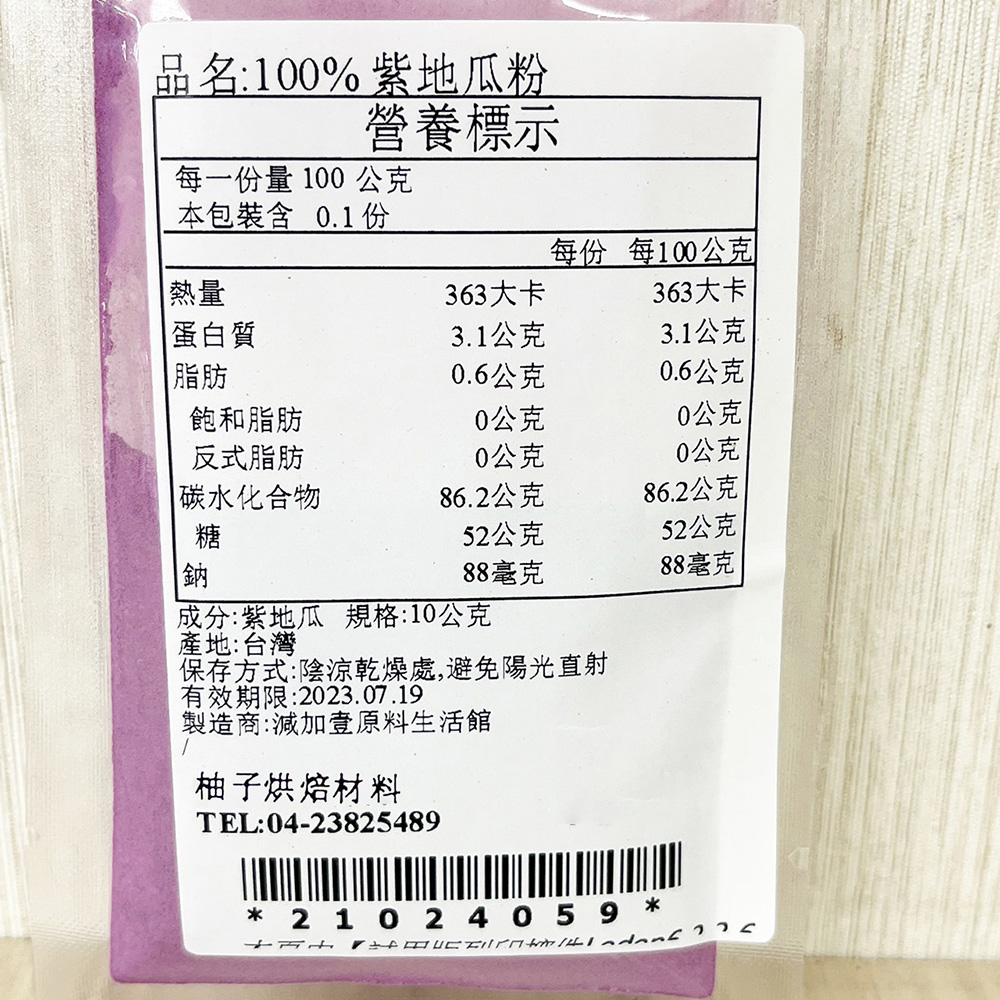 品名:100%紫地瓜粉
營養標示
每一份量 100 公克
本包裝含 0.1份
每份 每100公克
熱量 363大卡 363大卡
蛋白質 3.1公克 3.1公克
脂肪 0.6公克 0.6公克
飽和脂肪 0公克 0公克
反式脂肪 0公克 0公克
碳水化合物 86.2公克 86.2公克
糖 52公克 52公克
鈉 88毫克 88毫克
成分:紫地瓜 規格:10公克
產地:台灣
保存方式:陰涼乾燥處,避免陽光直射
有效期限:2023.07.19
製造商:減加壹原料生活館
/
柚子烘焙材料
TEL:04-23825489
*21024059*